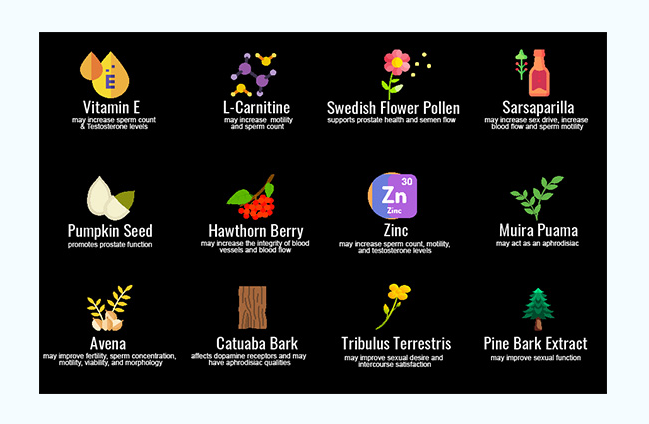 E
Vitamin E
may increase sperm count
& Testosterone levels
L-Carnitine
may increase motility
and sperm count
Swedish Flower Pollen
supports prostate health and semen flow
Sarsaparilla
may increase sex drive, increase
blood flow and sperm motility
Pumpkin Seed
promotes prostate function
Hawthorn Berry
may increase the integrity of blood
vessels and blood flow
30
Zn
Zinc
Zinc
may increase sperm count, motility,
and testosterone levels
Muira Puama
may act as an aphrodisiac
Avena
may improve fertility, sperm concentration,
motility, viability, and morphology
Catuaba Bark
affects dopamine receptors and may
have aphrodisiac qualities
Tribulus Terrestris
may improve sexual desire and
intercourse satisfaction
Pine Bark Extract
may improve sexual function